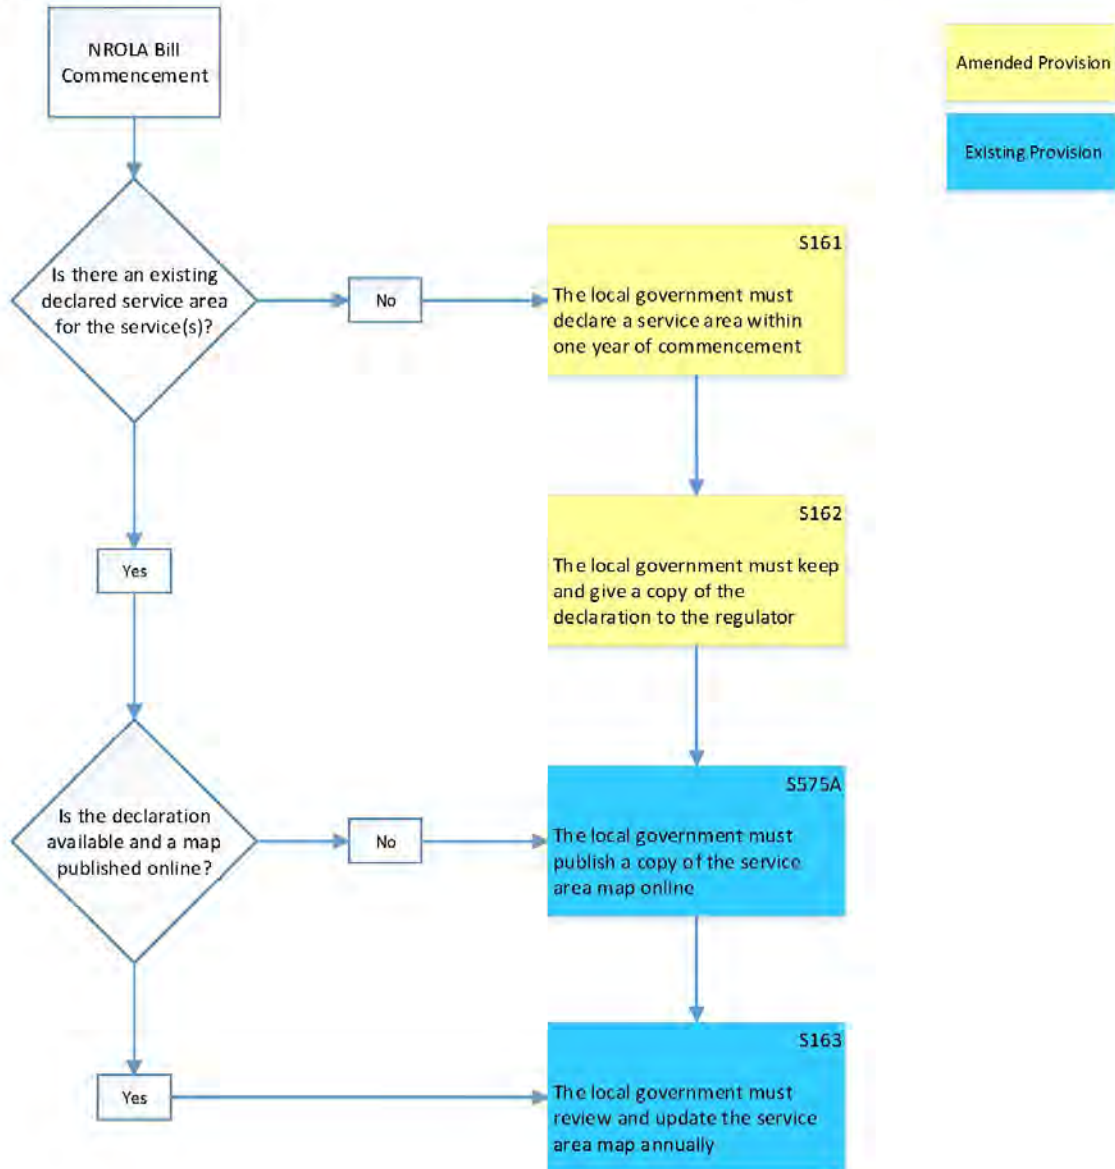 NROLA Bill
Commencement
Amended Provision
Existing Provision
Is there an existing
declared service area
for the service(s)?
No
S161
The local government must
declare a service area within
one year of commencement
S162
The local government must keep
and give a copy of the
declaration to the regulator
Yes
Is the declaration
available and a map
published online?
No
S575A
The local government must
publish a copy of the service
area map online
Yes
S163
The local government must
review and update the service
area map annually